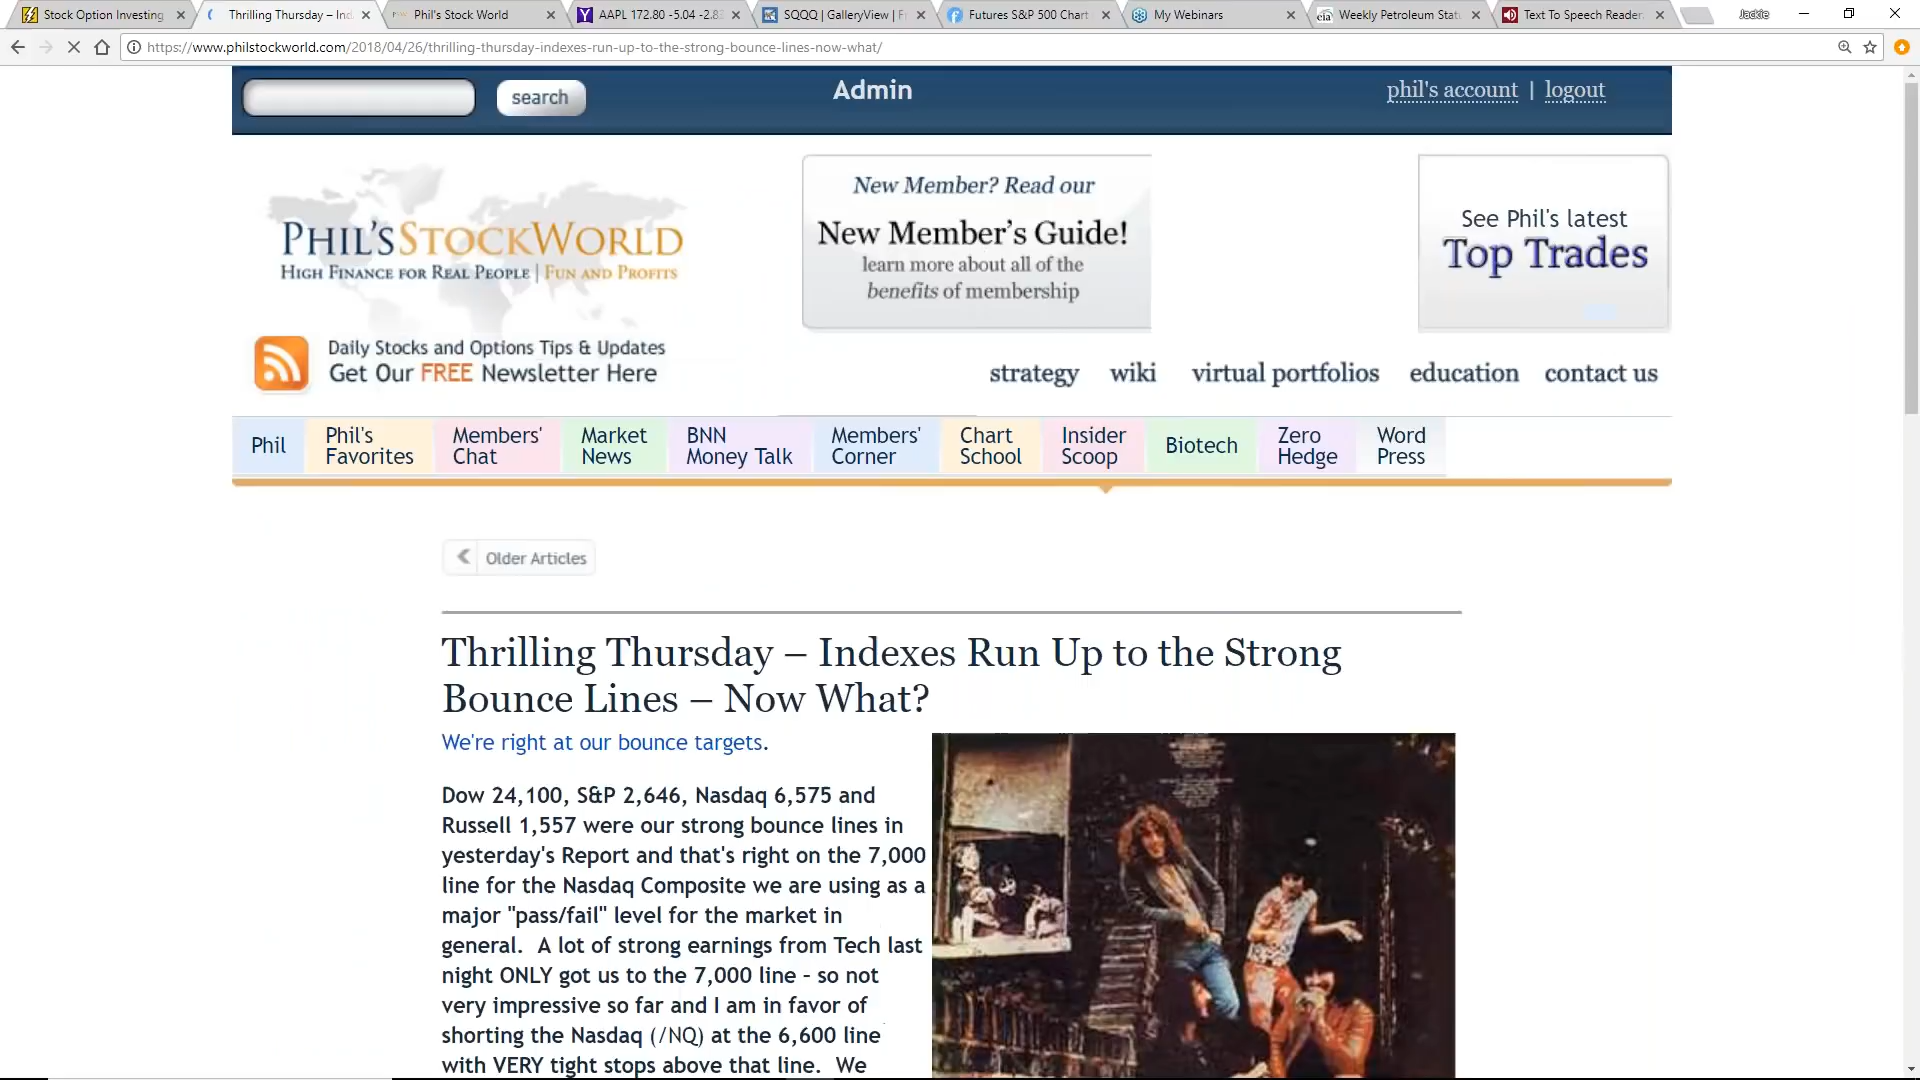 Stock Option Investing
Thrilling Thursday – Ind
Phil's Stock World
AAPL 172.80 -5.04 -2.83
SQQQ | GalleryView | F
Futures S&P 500 Chart
My Webinars
Weekly Petroleum Stat
Text To Speech Reader
Jackie
https://www.philstockworld.com/2018/04/26/thrilling-thursday-indexes-run-up-to-the-strong-bounce-lines-now-what/
search
Admin
phil's account | logout
PHIL'S STOCKWORLD
HIGH FINANCE FOR REAL PEOPLE | FUN AND PROFITS
New Member? Read our
New Member's Guide!
learn more about all of the
benefits of membership
See Phil's latest
Top Trades
Daily Stocks and Options Tips & Updates
Get Our FREE Newsletter Here
strategy wiki virtual portfolios education contact us
Phil
Phil's
Favorites
Members'
Chat
Market
News
BNN
Money Talk
Members'
Corner
Chart
School
Insider
Scoop
Biotech
Zero
Hedge
Word
Press
Older Articles
Thrilling Thursday – Indexes Run Up to the Strong
Bounce Lines – Now What?
We're right at our bounce targets.
Dow 24,100, S&P 2,646, Nasdaq 6,575 and
Russell 1,557 were our strong bounce lines in
yesterday's Report and that's right on the 7,000
line for the Nasdaq Composite we are using as a
major "pass/fail" level for the market in
general.  A lot of strong earnings from Tech last
night ONLY got us to the 7,000 line – so not
very impressive so far and I am in favor of
shorting the Nasdaq (/NQ) at the 6,600 line
with VERY tight stops above that line.  We